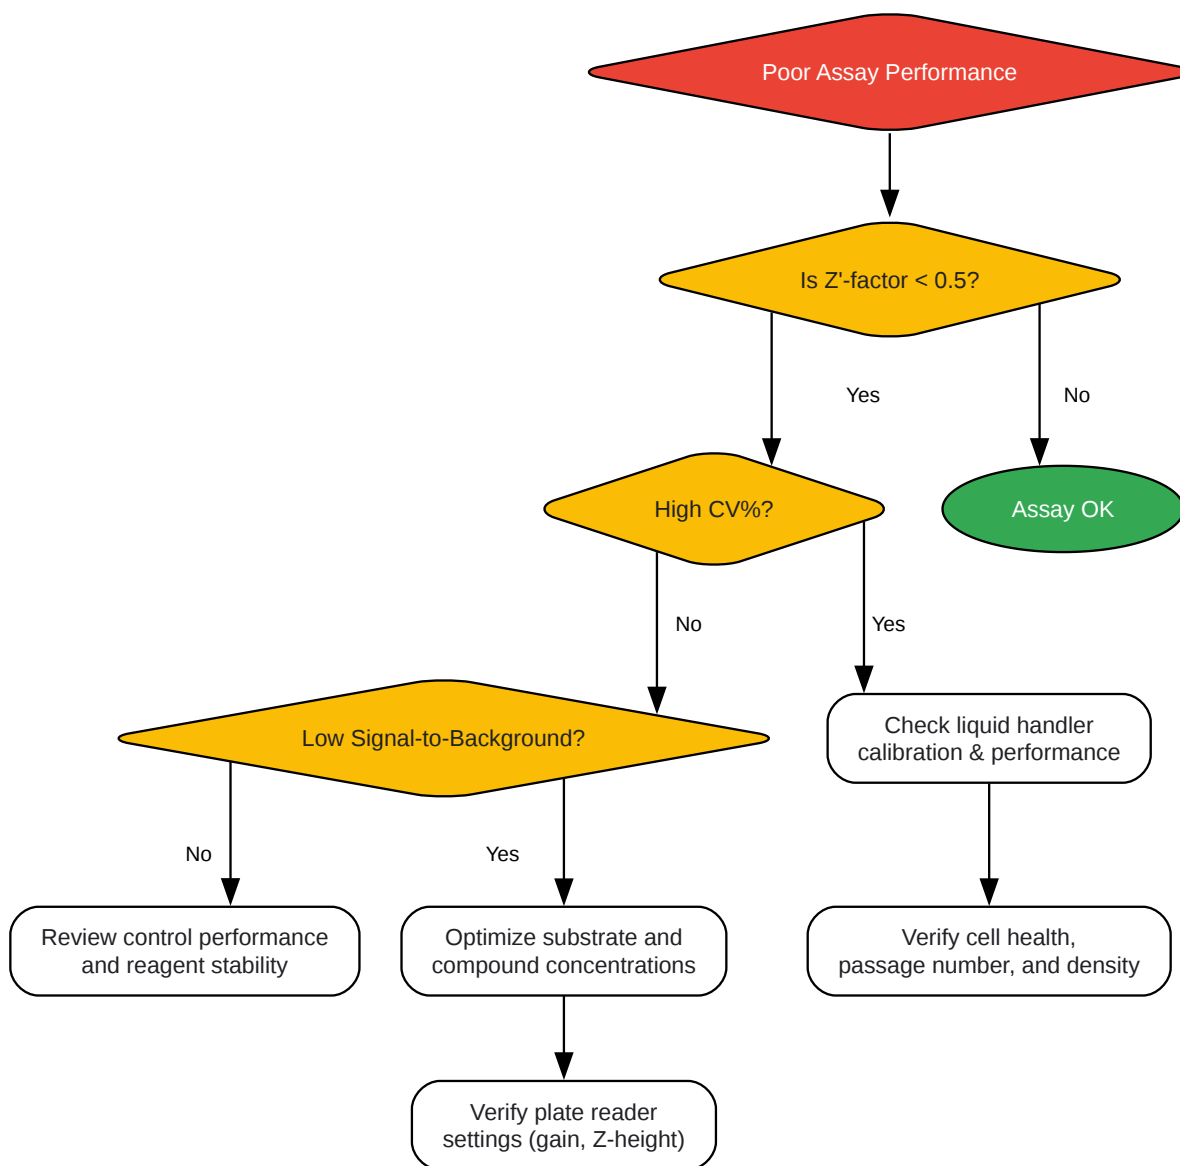 Poor Assay Performance
Is Z'-factor < 0.5?
Yes
No
High CV%?
Assay OK
No
Yes
Low Signal-to-Background?
Check liquid handler
calibration & performance
No
Yes
Review control performance
and reagent stability
Optimize substrate and
compound concentrations
Verify cell health,
passage number, and density
Verify plate reader
settings (gain, Z-height)